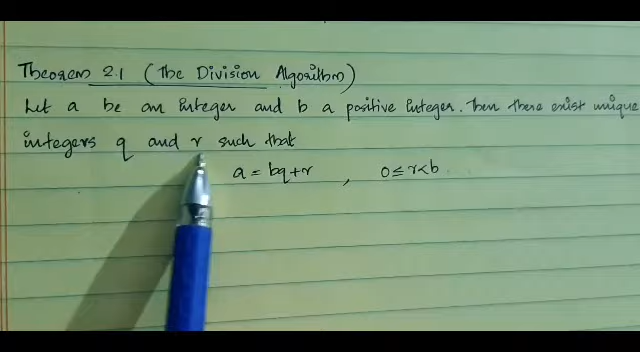 Theorem 2.1 (The Division Algorithm)
Let a be an integer and b a positive integer. Then there exist unique
integers q and r such that
a = bq+r , 0 ≤ r < b.